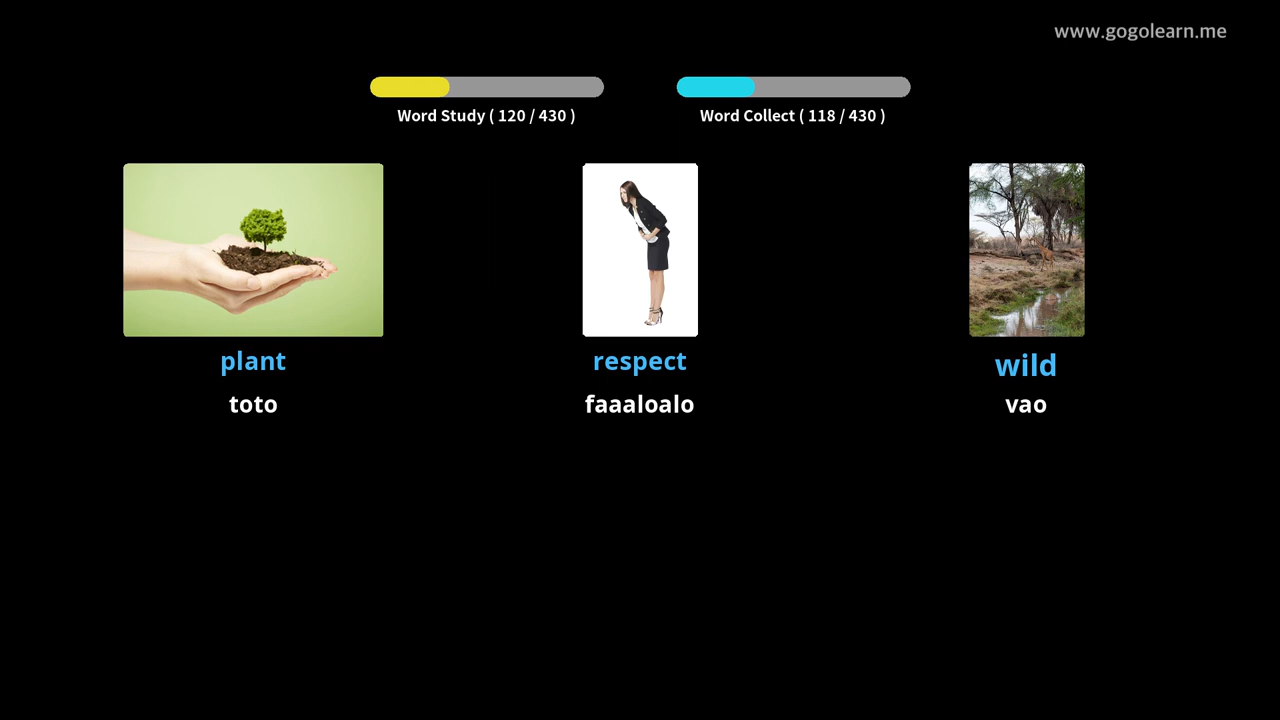 www.gogolearn.me
Word Study ( 120 / 430 )
Word Collect ( 118 / 430 )
plant
respect
wild
toto
faaaloalo
vao